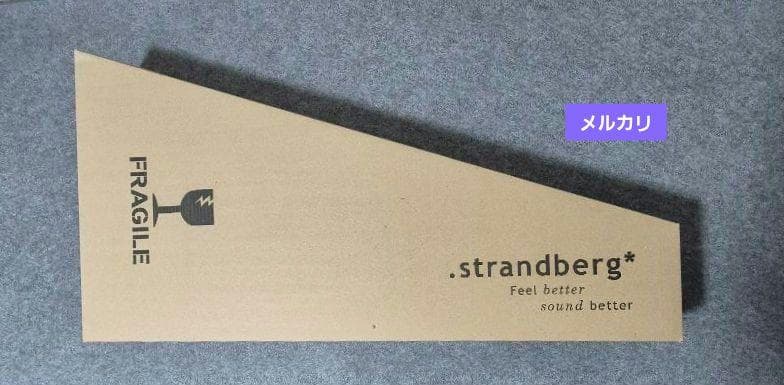 メルカリ
FRAGILE
.strandberg*
Feel better
sound better